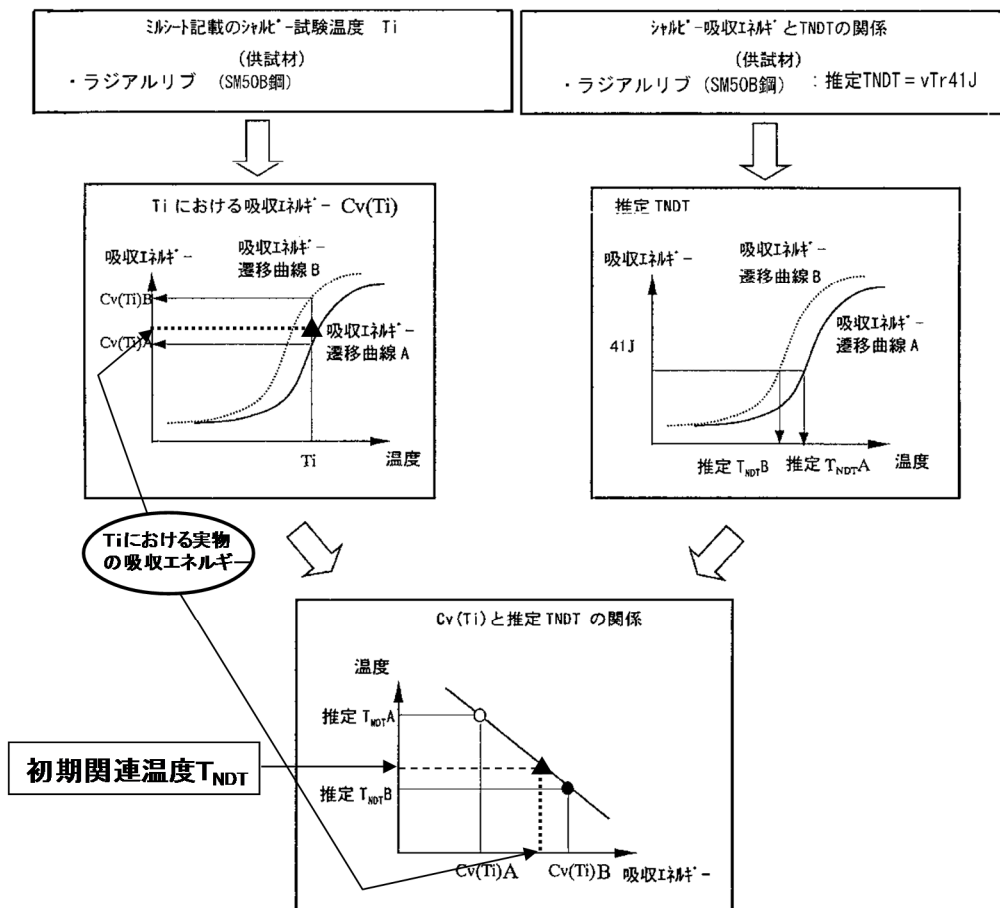 ミルシート記載のシャルピー試験温度 Ti
(供試材)
・ラジアルリブ (SM50B鋼)
シャルピー吸収エネルギとTNDTの関係
(供試材)
・ラジアルリブ (SM50B鋼) : 推定TNDT = vTr41J
Ti における吸収エネルギー Cv(Ti)
吸収エネルギー
吸収エネルギー
遷移曲線 B
Cv(Ti)B
Cv(Ti)A
吸収エネルギー
遷移曲線 A
Ti
温度
推定 TNDT
吸収エネルギー
吸収エネルギー
遷移曲線 B
吸収エネルギー
遷移曲線 A
41J
推定 TNDTB
推定 TNDTA
温度
Tiにおける実物
の吸収エネルギー
Cv(Ti)と推定 TNDT の関係
温度
推定 TNDTA
初期関連温度TNDT
推定 TNDTB
Cv(Ti)A
Cv(Ti)B
吸収エネルギー